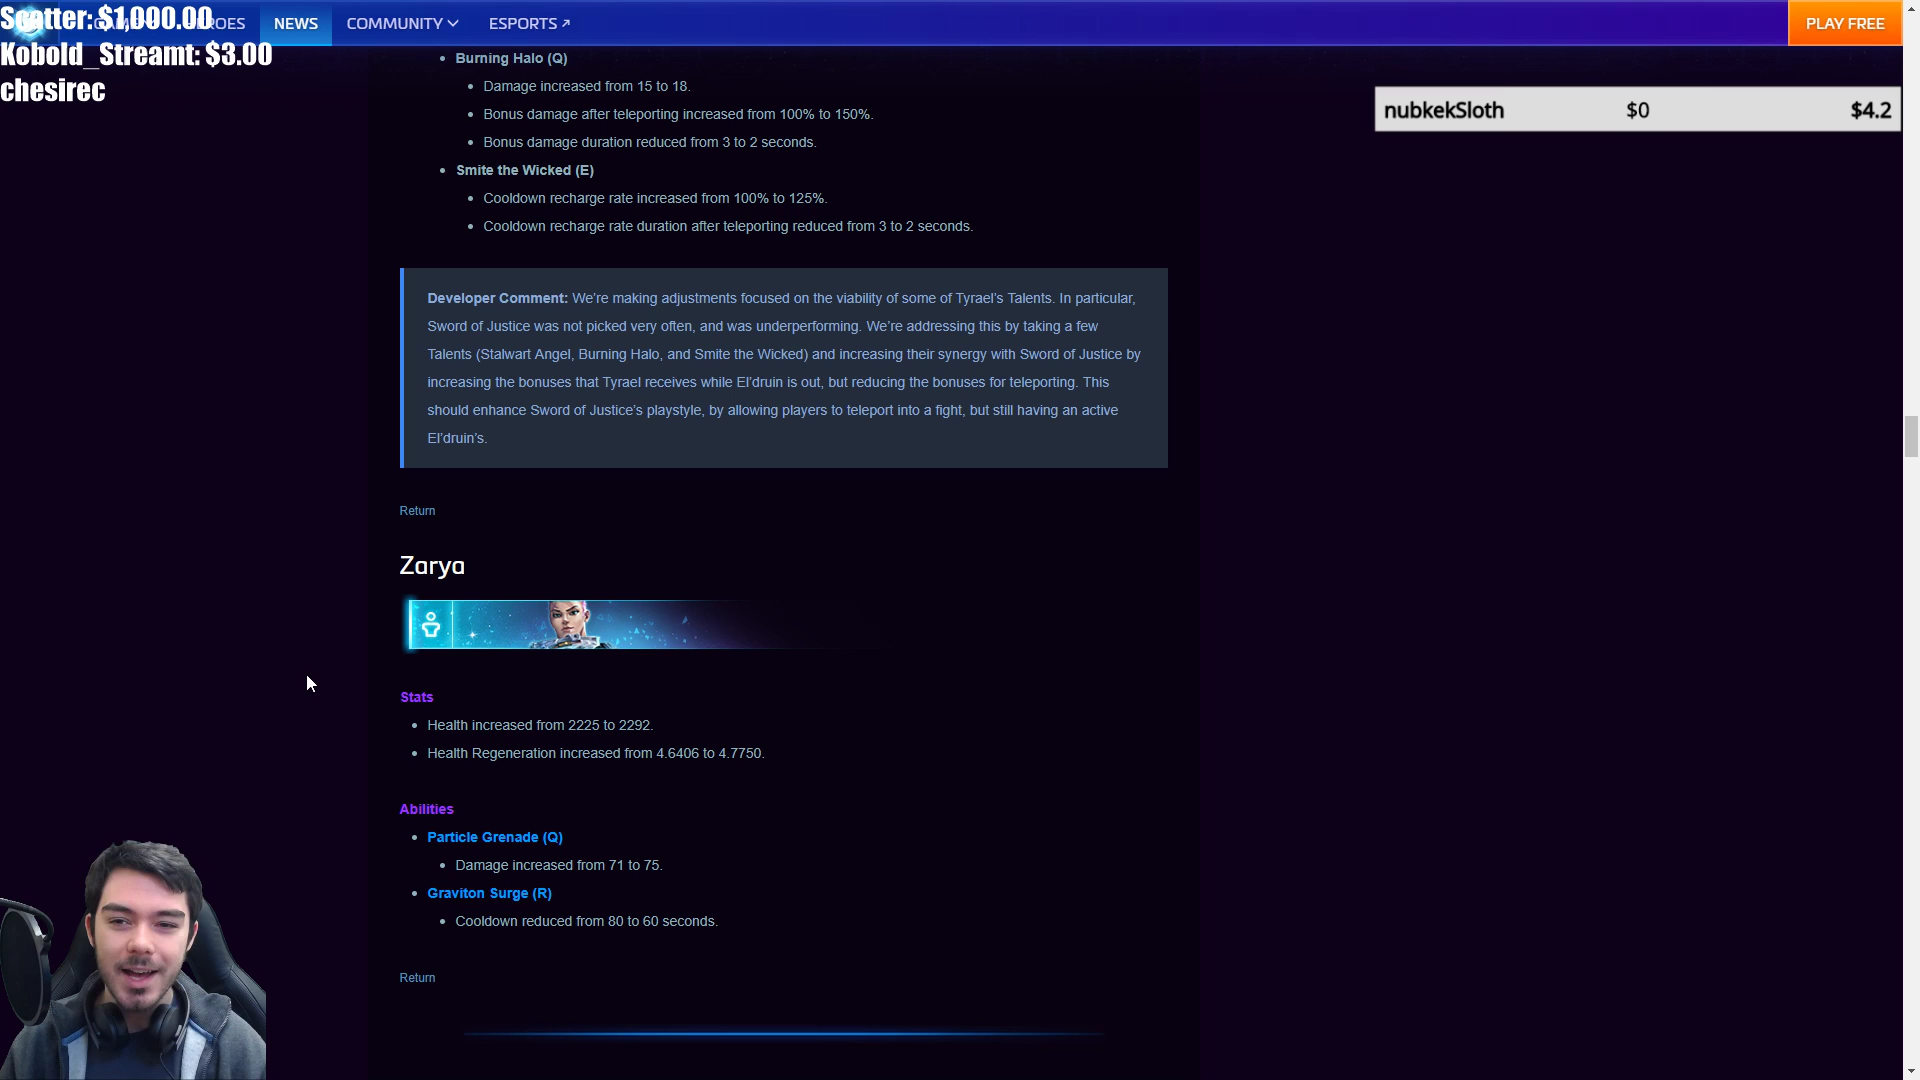 Scatter: $1,000.00
Kobold_Streamt: $3.00
chesirec
NEWS
COMMUNITY
ESPORTS
PLAY FREE
nubkekSloth $0 $4.2
Burning Halo (Q)
Damage increased from 15 to 18.
Bonus damage after teleporting increased from 100% to 150%.
Bonus damage duration reduced from 3 to 2 seconds.
Smite the Wicked (E)
Cooldown recharge rate increased from 100% to 125%.
Cooldown recharge rate duration after teleporting reduced from 3 to 2 seconds.
Developer Comment: We’re making adjustments focused on the viability of some of Tyrael’s Talents. In particular,
Sword of Justice was not picked very often, and was underperforming. We’re addressing this by taking a few
Talents (Stalwart Angel, Burning Halo, and Smite the Wicked) and increasing their synergy with Sword of Justice by
increasing the bonuses that Tyrael receives while El’druin is out, but reducing the bonuses for teleporting. This
should enhance Sword of Justice’s playstyle, by allowing players to teleport into a fight, but still having an active
El’druin’s.
Return
Zarya
Stats
Health increased from 2225 to 2292.
Health Regeneration increased from 4.6406 to 4.7750.
Abilities
Particle Grenade (Q)
Damage increased from 71 to 75.
Graviton Surge (R)
Cooldown reduced from 80 to 60 seconds.
Return